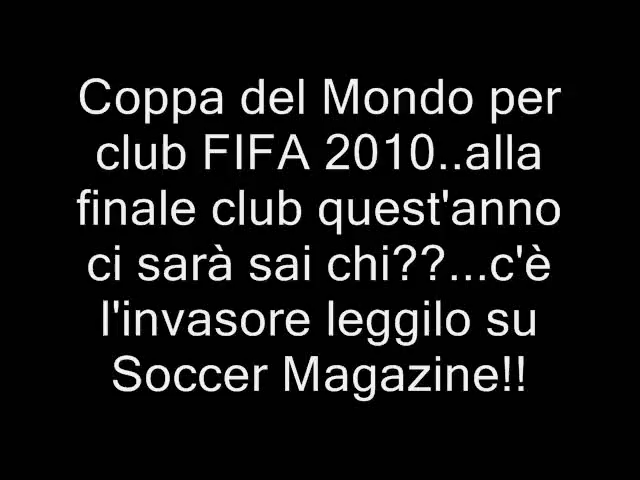 Coppa del Mondo per
club FIFA 2010..alla
finale club quest'anno
ci sarà sai chi??...c'è
l'invasore leggilo su
Soccer Magazine!!